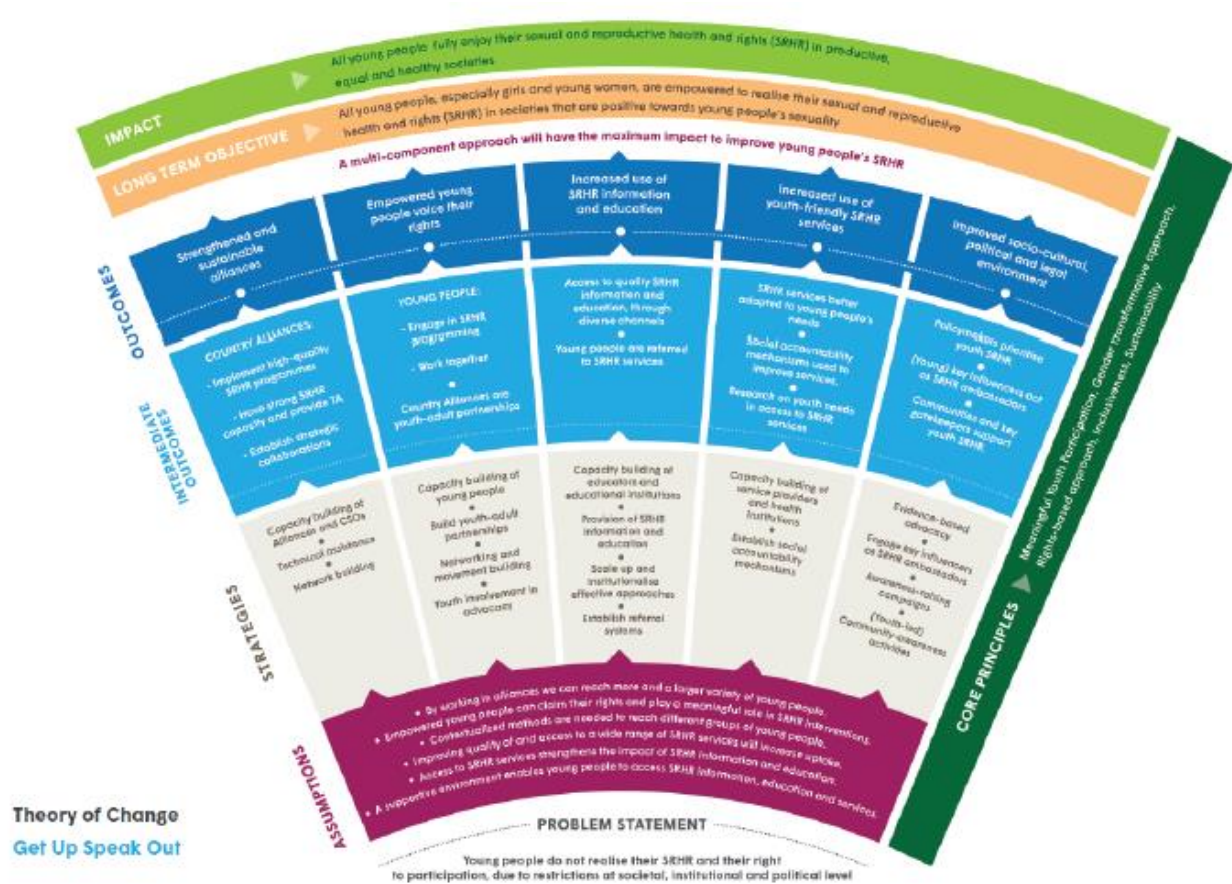 IMPACT
All young people fully enjoy their sexual and reproductive health and rights (SRHR) in productive,
equal and healthy societies
LONG TERM OBJECTIVE
All young people, especially girls and young women, are empowered to realise their sexual and reproductive
health and rights (SRHR) in societies that are positive towards young people's sexuality
A multi-component approach will have the maximum impact to improve young people's SRHR
OUTCOMES
Strengthened and
sustainable
alliances
Empowered young
people voice their
rights
Increased use of
SRHR information
and education
Increased use of
youth-friendly SRHR
services
Improved socio-cultural,
political and legal
environment
INTERMEDIATE
OUTCOMES
COUNTRY ALLIANCES:
- Implement high-quality
SRHR programmes
- Have strong SRHR
capacity and provide TA
- Establish strategic
collaborations
YOUNG PEOPLE:
- Engage in SRHR
programming
- Work together
Country Alliances are
youth-adult partnerships
Access to quality SRHR
information and
education, through
diverse channels
Young people are referred
to SRHR services
SRHR services better
adapted to young people's
needs
Social accountability
mechanisms used to
improve services.
Research on youth needs
in access to SRHR
services
Policymakers prioritise
youth SRHR
(Young) key influencers act
as SRHR ambassadors
Communities and key
gatekeepers support
youth SRHR
STRATEGIES
Capacity building of
Alliances and CSOs
Technical assistance
Network building
Capacity building of
young people
Build youth-adult
partnerships
Networking and
movement building
Youth involvement in
advocacy
Capacity building of
educators and
educational institutions
Provision of SRHR
information and
education
Scale up and
institutionalise
effective approaches
Establish referral
systems
Capacity building of
service providers
and health
institutions
Establish social
accountability
mechanisms
Evidence-based
advocacy
Engage key influencers
as SRHR ambassadors
Awareness-raising
campaigns
(Youth-led)
Community-awareness
activities
ASSUMPTIONS
• By working in alliances we can reach more and a larger variety of young people.
• Empowered young people can claim their rights and play a meaningful role in SRHR interventions.
• Contextualized methods are needed to reach different groups of young people.
• Improving quality of and access to a wide range of SRHR services will increase uptake.
• Access to SRHR services strengthens the impact of SRHR information and education.
• A supportive environment enables young people to access SRHR information, education and services.
CORE PRINCIPLES
Meaningful Youth Participation, Gender Transformative approach,
Rights-based approach, Inclusiveness, Sustainability
PROBLEM STATEMENT
Young people do not realise their SRHR and their right
to participation, due to restrictions at societal, institutional and political level
Theory of Change
Get Up Speak Out